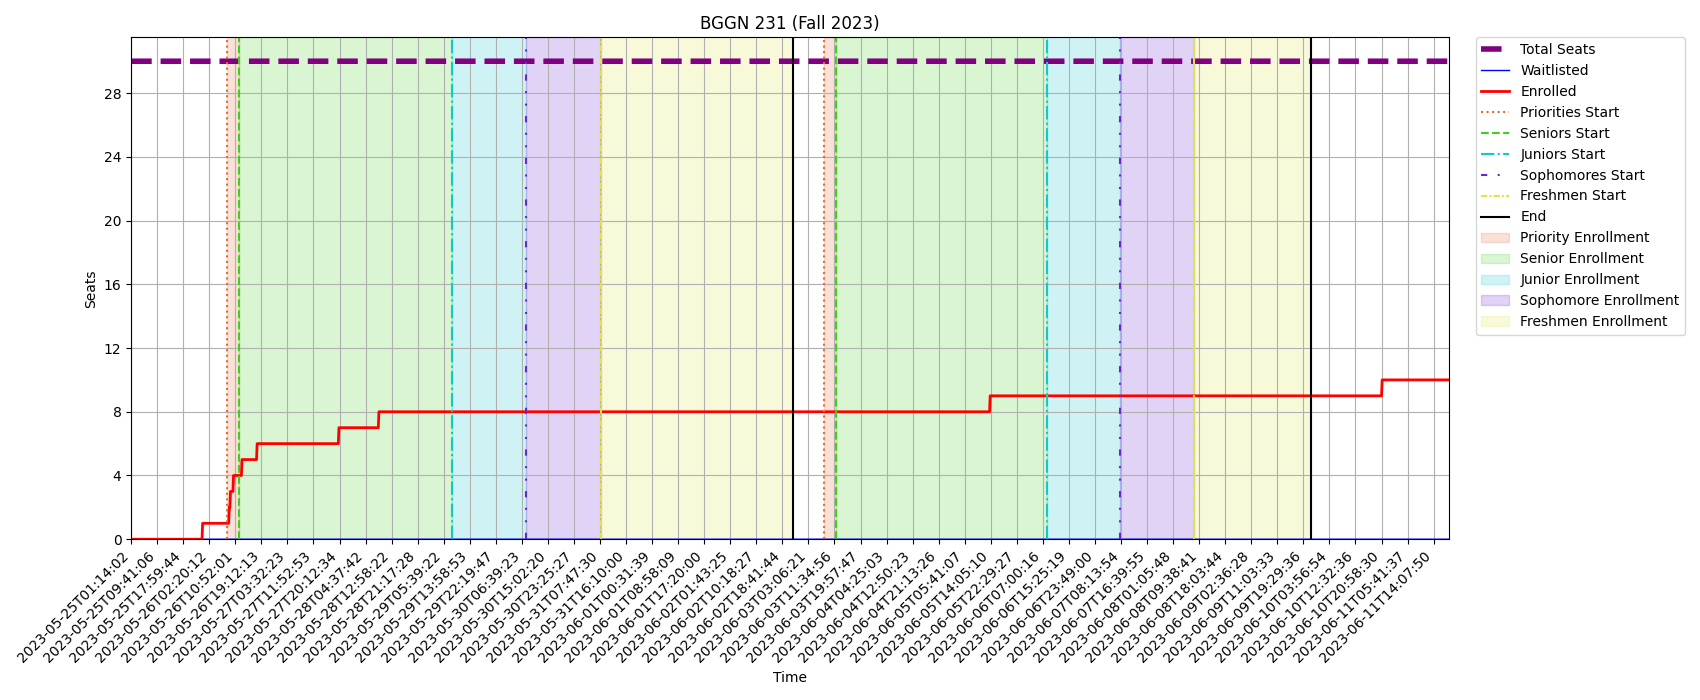 BGGN 231 (Fall 2023)
Seats
28
24
20
16
12
8
4
0
2023-05-25T01:14:02
2023-05-25T09:41:06
2023-05-25T17:59:44
2023-05-26T02:20:12
2023-05-26T10:52:01
2023-05-26T19:12:13
2023-05-27T03:32:23
2023-05-27T11:52:53
2023-05-27T20:12:34
2023-05-28T04:37:42
2023-05-28T12:58:22
2023-05-28T21:17:28
2023-05-29T05:39:22
2023-05-29T13:58:53
2023-05-29T22:19:47
2023-05-30T06:39:23
2023-05-30T15:02:20
2023-05-30T23:25:27
2023-05-31T07:47:30
2023-05-31T16:10:00
2023-06-01T00:31:39
2023-06-01T08:58:09
2023-06-01T17:20:00
2023-06-02T01:43:25
2023-06-02T10:18:27
2023-06-02T18:41:44
2023-06-03T03:06:21
2023-06-03T11:34:56
2023-06-03T19:57:47
2023-06-04T04:25:03
2023-06-04T12:50:23
2023-06-04T21:13:26
2023-06-05T05:41:07
2023-06-05T14:05:10
2023-06-05T22:29:27
2023-06-06T07:00:16
2023-06-06T15:25:19
2023-06-06T23:49:00
2023-06-07T08:13:54
2023-06-07T16:39:55
2023-06-08T01:05:48
2023-06-08T09:38:41
2023-06-08T18:03:44
2023-06-09T02:36:28
2023-06-09T11:03:33
2023-06-09T19:29:36
2023-06-10T03:56:54
2023-06-10T12:32:36
2023-06-10T20:58:30
2023-06-11T05:41:37
2023-06-11T14:07:50
Time
Total Seats
Waitlisted
Enrolled
Priorities Start
Seniors Start
Juniors Start
Sophomores Start
Freshmen Start
End
Priority Enrollment
Senior Enrollment
Junior Enrollment
Sophomore Enrollment
Freshmen Enrollment